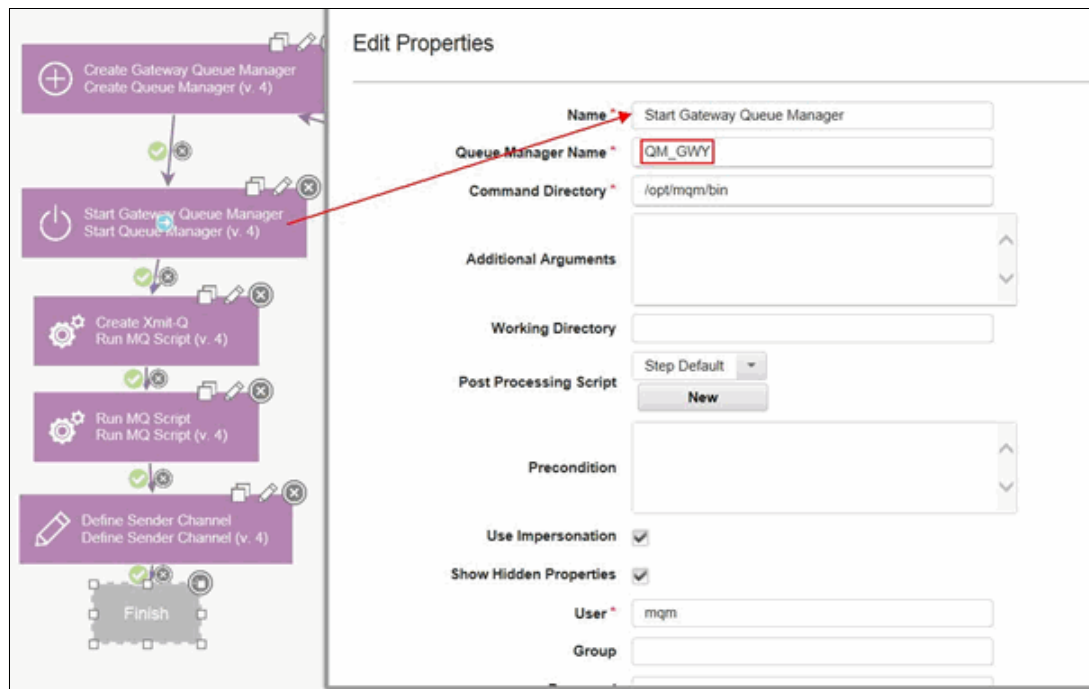 Create Gateway Queue Manager
Create Queue Manager (v. 4)
Start Gateway Queue Manager
Start Queue Manager (v. 4)
Create Xmit-Q
Run MQ Script (v. 4)
Run MQ Script
Run MQ Script (v. 4)
Define Sender Channel
Define Sender Channel (v. 4)
Finish
Edit Properties
Name * Start Gateway Queue Manager
Queue Manager Name * QM_GWY
Command Directory * /opt/mqm/bin
Additional Arguments
Working Directory
Post Processing Script Step Default
New
Precondition
Use Impersonation
Show Hidden Properties
User * mqm
Group